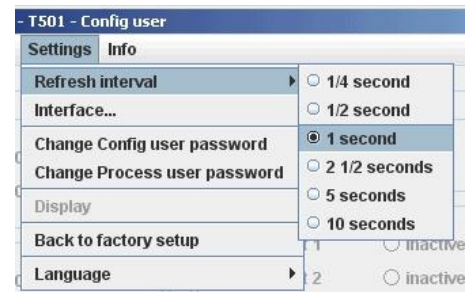 - T501 - Config user
Settings Info
Refresh interval
Interface...
Change Config user password
Change Process user password
Display
Back to factory setup
Language
1/4 second
1/2 second
1 second
2 1/2 seconds
5 seconds
10 seconds
1
inactive
2
inactive